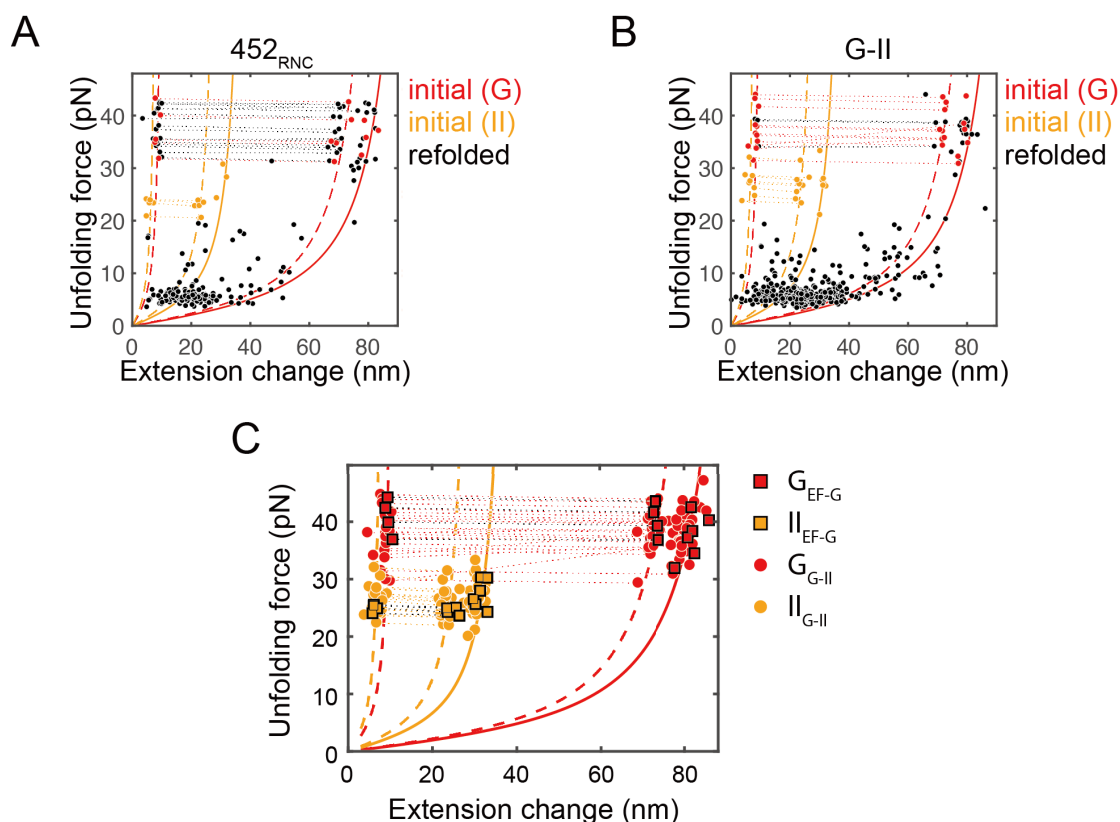 A
452RNC
Unfolding force (pN)
40
30
20
10
0
0 20 40 60 80
Extension change (nm)
initial (G)
initial (II)
refolded
B
G-II
Unfolding force (pN)
40
30
20
10
0
0 20 40 60 80
Extension change (nm)
initial (G)
initial (II)
refolded
C
Unfolding force (pN)
50
40
30
20
10
0
0 20 40 60 80
Extension change (nm)
GEF-G
IIEF-G
GG-II
IIG-II